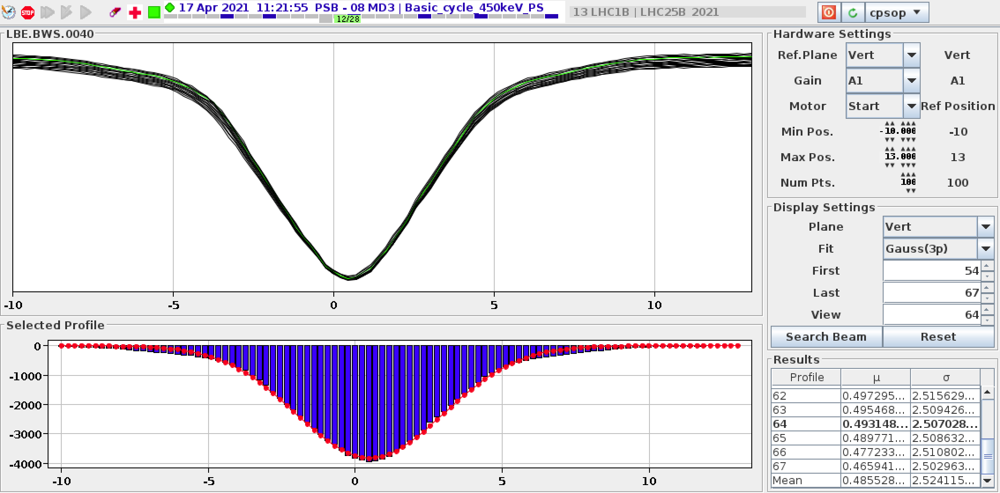 STOP 17 Apr 2021 11:21:55 PSB - 08 MD3 | Basic_cycle_450keV_PS 13 LHC1B | LHC25B 2021 cpsop
12/28
LBE.BWS.0040
-10 -5 0 5 10
Selected Profile
0
-1000
-2000
-3000
-4000
-10 -5 0 5 10
Hardware Settings
Ref.Plane Vert Vert
Gain A1 A1
Motor Start Ref Position
Min Pos. -10.000 -10
Max Pos. 13.000 13
Num Pts. 100 100
Display Settings
Plane Vert
Fit Gauss(3p)
First 54
Last 67
View 64
Search Beam Reset
Results
Profile μ σ
62 0.497295... 2.515629...
63 0.495468... 2.509426...
64 0.493148... 2.507028...
65 0.489771... 2.508632...
66 0.477233... 2.510802...
67 0.465941... 2.502963...
Mean 0.485528... 2.524115...